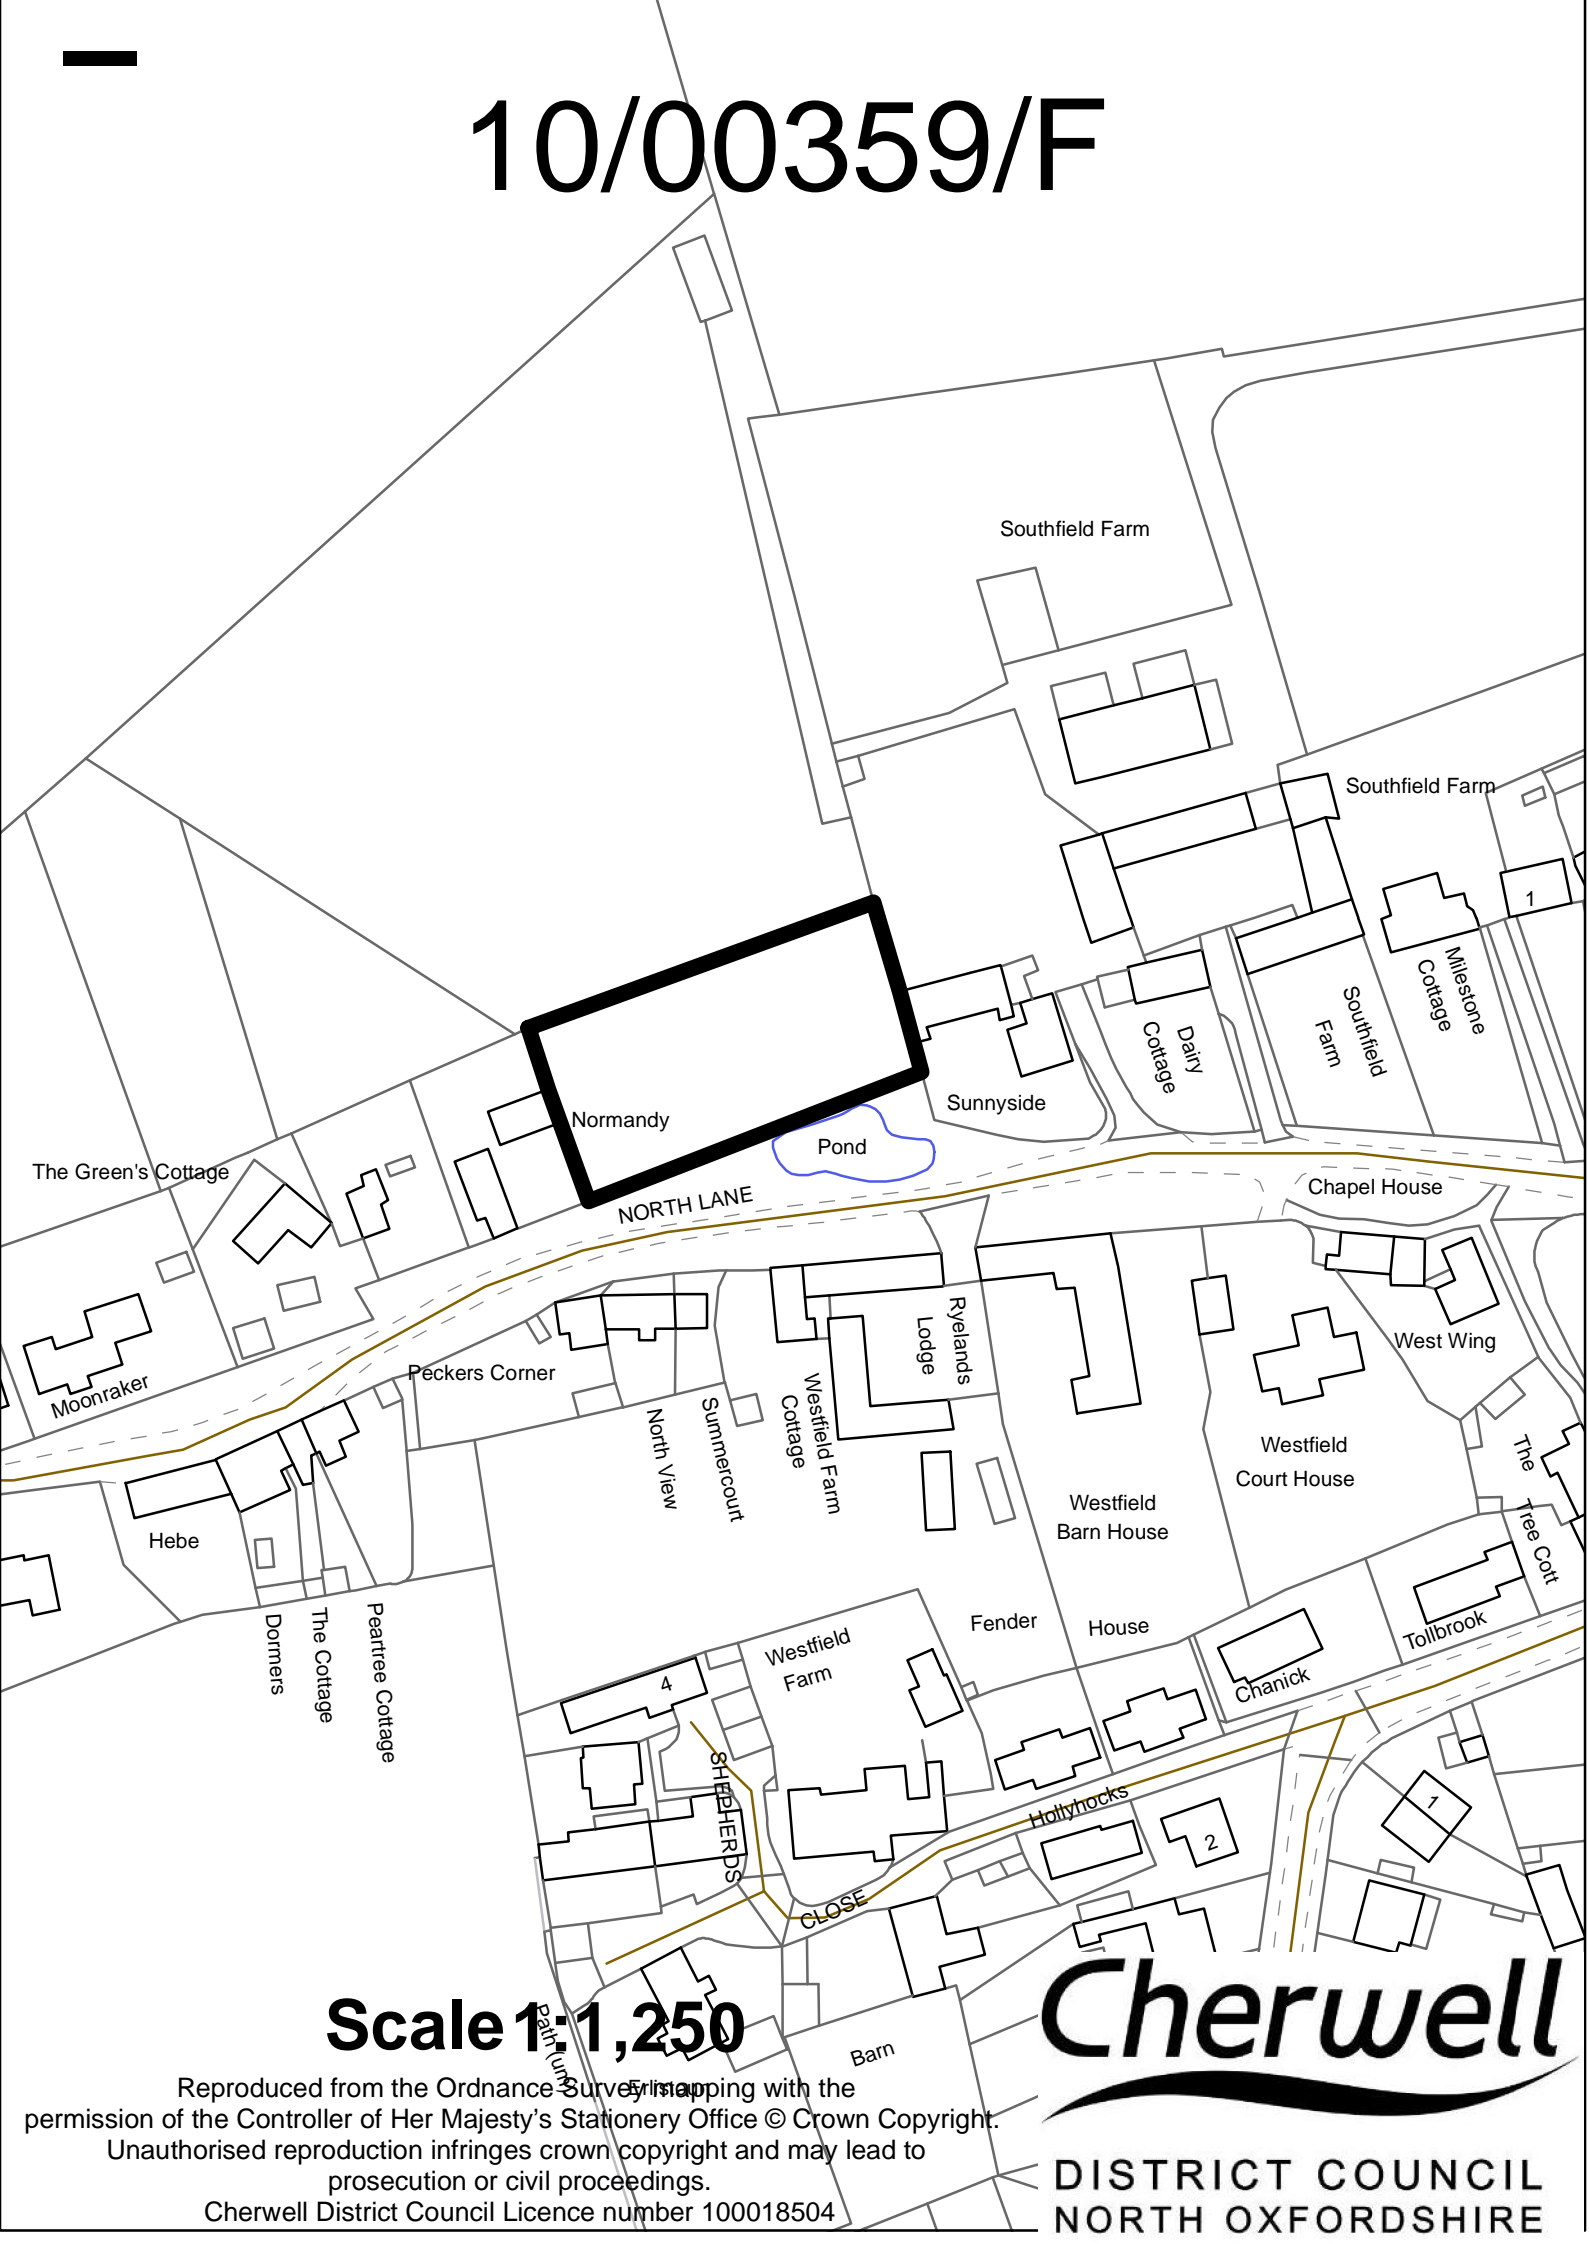 10/00359/F
Southfield Farm
Southfield Farm
1
Milestone
Cottage
Southfield
Farm
Dairy
Cottage
Sunnyside
Normandy
Pond
The Green's Cottage
NORTH LANE
Chapel House
Moonraker
Peckers Corner
Ryelands
Lodge
West Wing
North View
Summercourt
Westfield Farm
Cottage
Westfield
Court House
The
Tree Cott
Westfield
Barn House
Hebe
Dormers
The Cottage
Peartree Cottage
Fender
House
Westfield
Farm
Tollbrook
Chanick
4
SHEPHERDS
CLOSE
Hollyhocks
2
1
Barn
Path (um)
Scale 1:1,250
Reproduced from the Ordnance Survey mapping with the
permission of the Controller of Her Majesty’s Stationery Office © Crown Copyright.
Unauthorised reproduction infringes crown copyright and may lead to
prosecution or civil proceedings.
Cherwell District Council Licence number 100018504
Cherwell
DISTRICT COUNCIL
NORTH OXFORDSHIRE